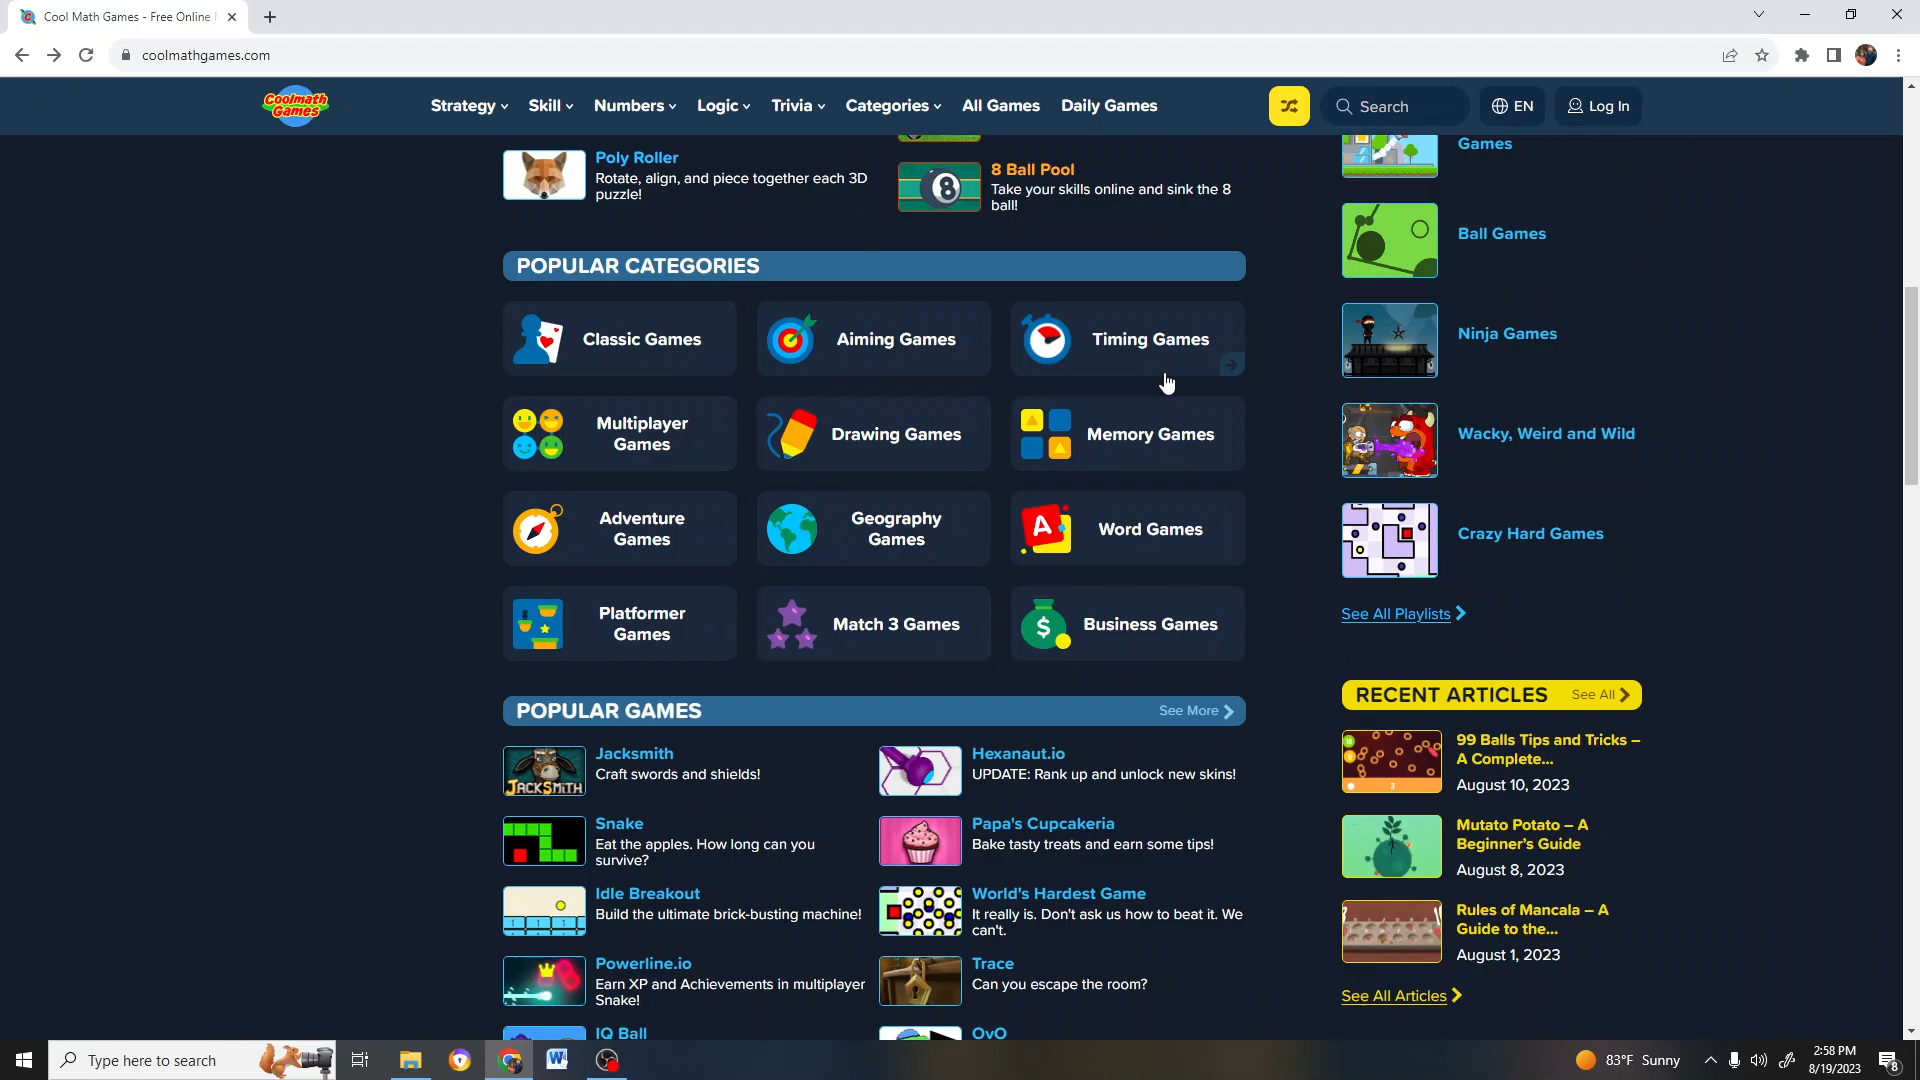 Cool Math Games - Free Online
coolmathgames.com
Coolmath
Games
Strategy
Skill
Numbers
Logic
Trivia
Categories
All Games
Daily Games
Search
EN
Log In
Poly Roller
Rotate, align, and piece together each 3D
puzzle!
8
8 Ball Pool
Take your skills online and sink the 8
ball!
POPULAR CATEGORIES
Classic Games
Aiming Games
Timing Games
Multiplayer
Games
Drawing Games
Memory Games
Adventure
Games
Geography
Games
A
Word Games
Platformer
Games
Match 3 Games
$
Business Games
POPULAR GAMES
See More
JACKSMITH
Jacksmith
Craft swords and shields!
Hexanaut.io
UPDATE: Rank up and unlock new skins!
Snake
Eat the apples. How long can you
survive?
Papa's Cupcakeria
Bake tasty treats and earn some tips!
Idle Breakout
Build the ultimate brick-busting machine!
World's Hardest Game
It really is. Don't ask us how to beat it. We
can't.
Powerline.io
Earn XP and Achievements in multiplayer
Snake!
Trace
Can you escape the room?
IQ Ball
OvO
Games
Ball Games
Ninja Games
Wacky, Weird and Wild
Crazy Hard Games
See All Playlists
RECENT ARTICLES
See All
99 Balls Tips and Tricks –
A Complete...
August 10, 2023
Mutato Potato – A
Beginner's Guide
August 8, 2023
Rules of Mancala – A
Guide to the...
August 1, 2023
See All Articles
Type here to search
W
83°F Sunny
2:58 PM
8/19/2023
8